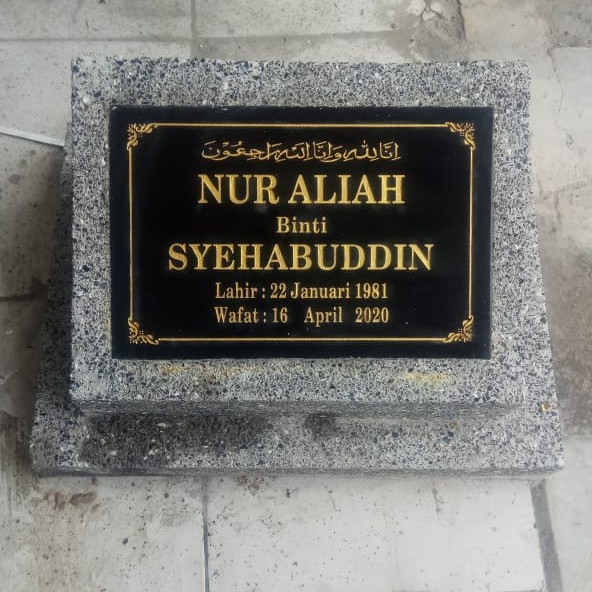 انا لله وانا اليه راجعون
NUR ALIAH
Binti
SYEHABUDDIN
Lahir : 22 Januari 1981
Wafat : 16 April 2020